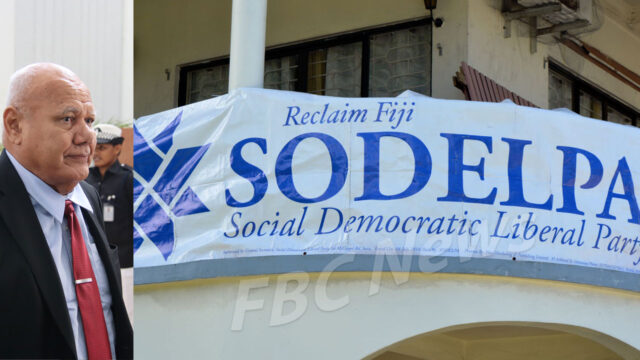 Reclaim Fiji
SODELPA
Social Democratic Liberal Party
FBC News